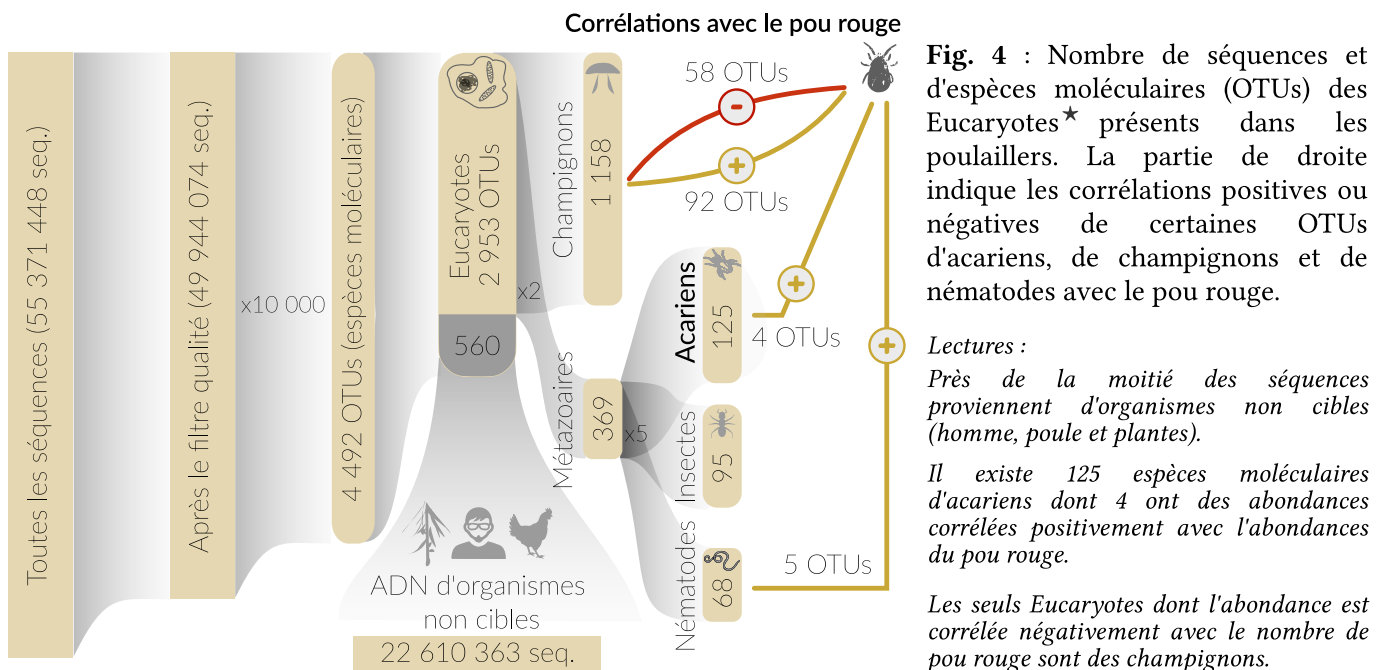 Corrélations avec le pou rouge
Toutes les séquences (55 371 448 seq.)
Après le filtre qualité (49 944 074 seq.)
x10 000
4 492 OTUs (espèces moléculaires)
Eucaryotes
2 953 OTUs
560
x2
Champignons
1 158
58 OTUs
-
+
92 OTUs
Métazoaires
369
x5
Acariens
125
+
4 OTUs
+
Insectes
95
Nématodes
68
5 OTUs
ADN d'organismes
non cibles
22 610 363 seq.
Fig. 4 : Nombre de séquences et
d'espèces moléculaires (OTUs) des
Eucaryotes★ présents dans les
poulaillers. La partie de droite
indique les corrélations positives ou
négatives de certaines OTUs
d'acariens, de champignons et de
nématodes avec le pou rouge.
Lectures :
Près de la moitié des séquences
proviennent d'organismes non cibles
(homme, poule et plantes).
Il existe 125 espèces moléculaires
d'acariens dont 4 ont des abondances
corrélées positivement avec l'abondances
du pou rouge.
Les seuls Eucaryotes dont l'abondance est
corrélée négativement avec le nombre de
pou rouge sont des champignons.